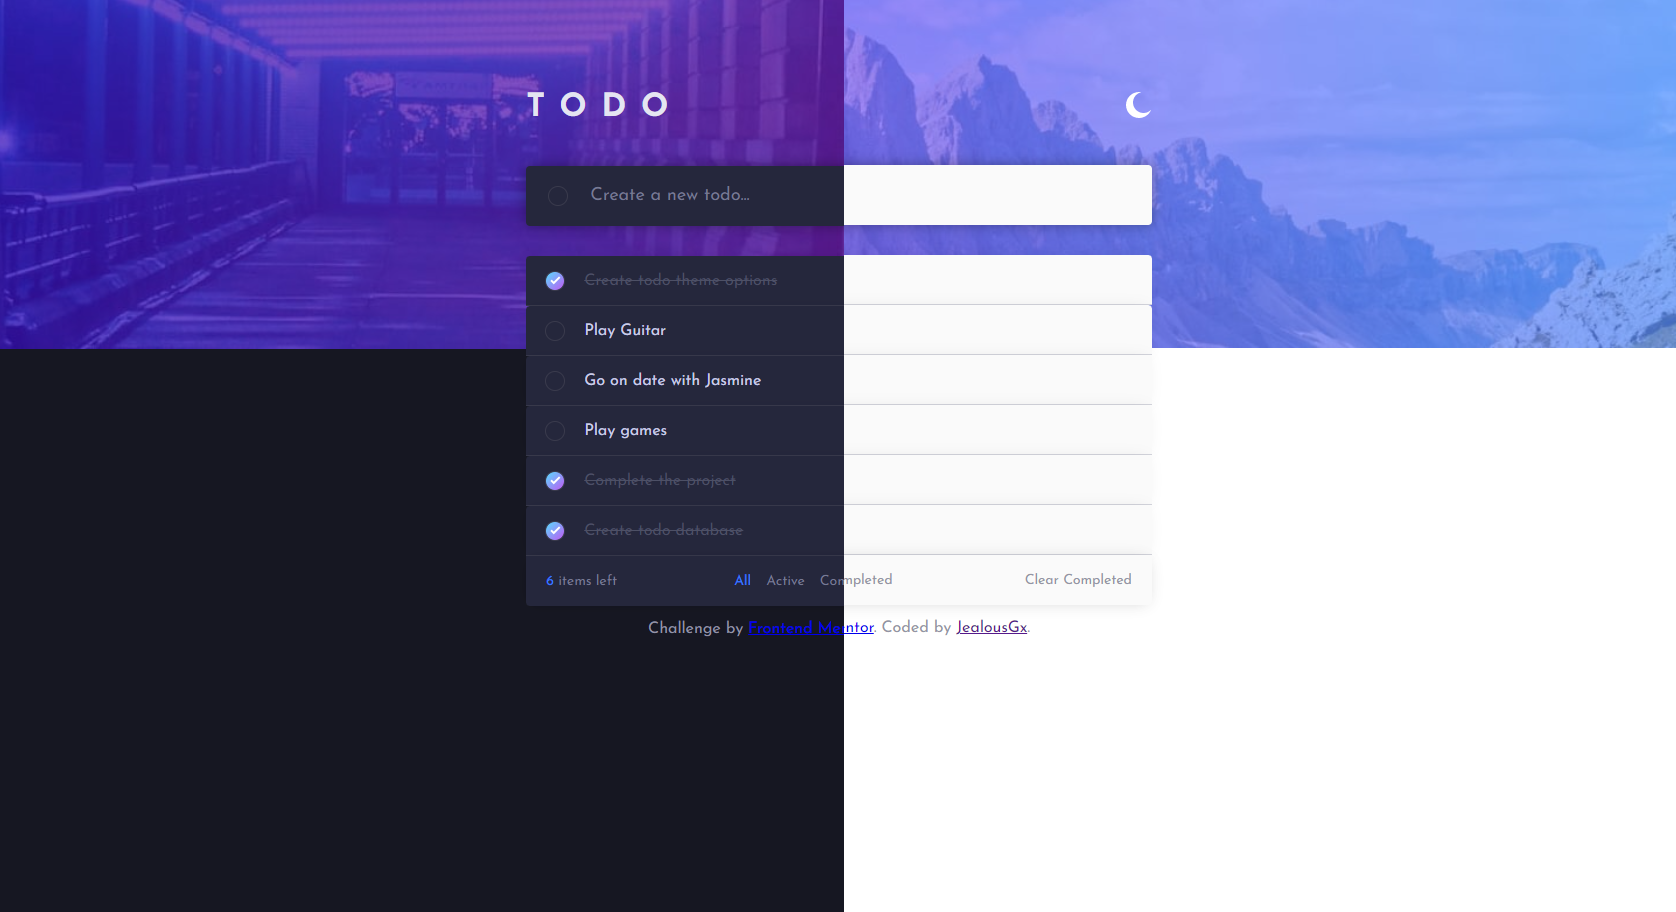 TODO
Create a new todo...
Create todo theme options
Play Guitar
Go on date with Jasmine
Play games
Complete the project
Create todo database
6 items left All Active Completed Clear Completed
Challenge by Frontend Mentor. Coded by JealousGx.